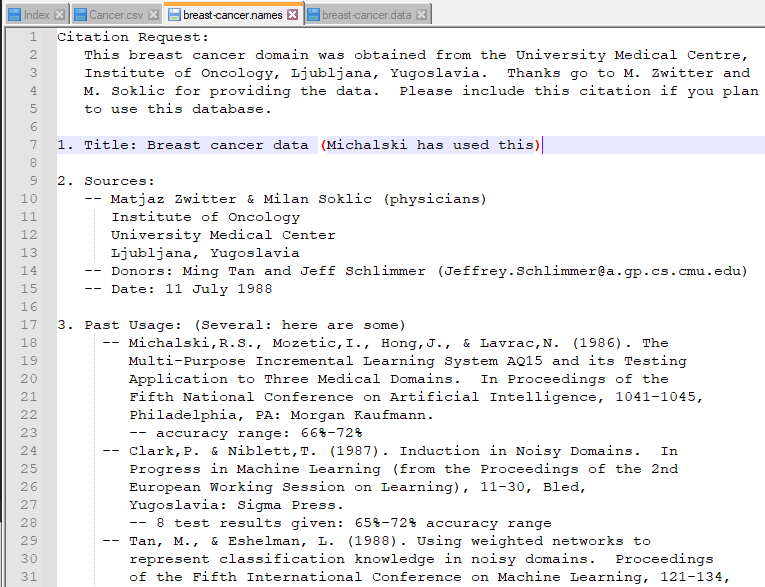 Index Cancer.csv breast-cancer.names breast-cancer.data
1 Citation Request:
2 This breast cancer domain was obtained from the University Medical Centre,
3 Institute of Oncology, Ljubljana, Yugoslavia.  Thanks go to M. Zwitter and
4 M. Soklic for providing the data.  Please include this citation if you plan
5 to use this database.
6
7 1. Title: Breast cancer data (Michalski has used this)
8
9 2. Sources:
10 -- Matjaz Zwitter & Milan Soklic (physicians)
11 Institute of Oncology
12 University Medical Center
13 Ljubljana, Yugoslavia
14 -- Donors: Ming Tan and Jeff Schlimmer (Jeffrey.Schlimmer@a.gp.cs.cmu.edu)
15 -- Date: 11 July 1988
16
17 3. Past Usage: (Several: here are some)
18 -- Michalski,R.S., Mozetic,I., Hong,J., & Lavrac,N. (1986). The
19 Multi-Purpose Incremental Learning System AQ15 and its Testing
20 Application to Three Medical Domains.  In Proceedings of the
21 Fifth National Conference on Artificial Intelligence, 1041-1045,
22 Philadelphia, PA: Morgan Kaufmann.
23 -- accuracy range: 66%-72%
24 -- Clark,P. & Niblett,T. (1987). Induction in Noisy Domains.  In
25 Progress in Machine Learning (from the Proceedings of the 2nd
26 European Working Session on Learning), 11-30, Bled,
27 Yugoslavia: Sigma Press.
28 -- 8 test results given: 65%-72% accuracy range
29 -- Tan, M., & Eshelman, L. (1988). Using weighted networks to
30 represent classification knowledge in noisy domains.  Proceedings
31 of the Fifth International Conference on Machine Learning, 121-134,